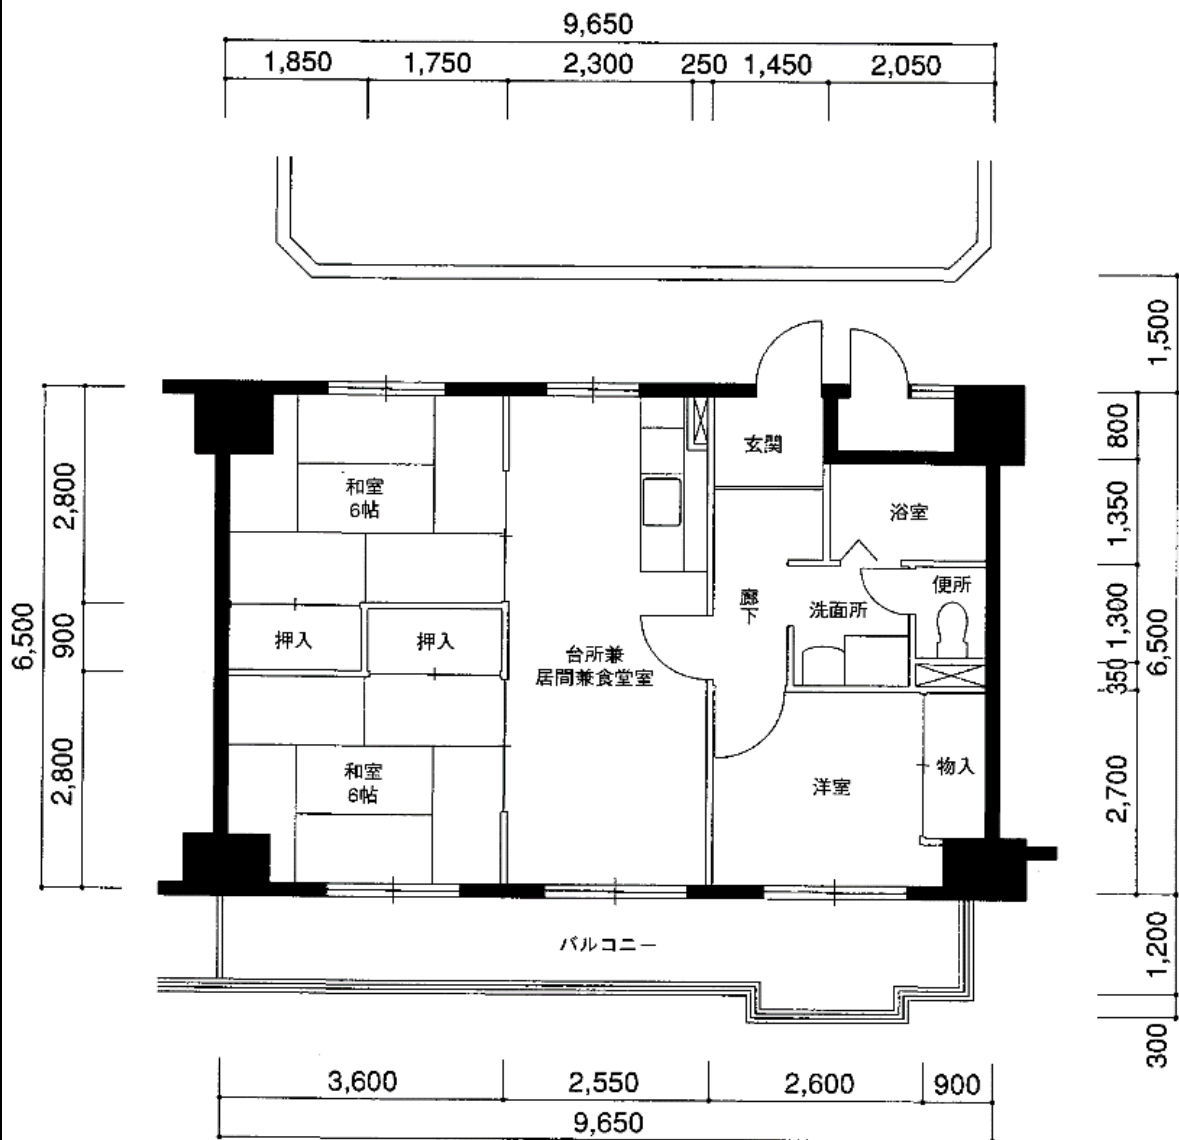 9,650
1,850
1,750
2,300
250
1,450
2,050
1,500
玄関
800
和室
6帖
2,800
浴室
1,350
廊下
洗面所
便所
1,300
6,500
900
押入
押入
台所兼
居間兼食堂室
6,500
350
和室
6帖
2,800
洋室
物入
2,700
バルコニー
1,200
300
3,600
2,550
2,600
900
9,650